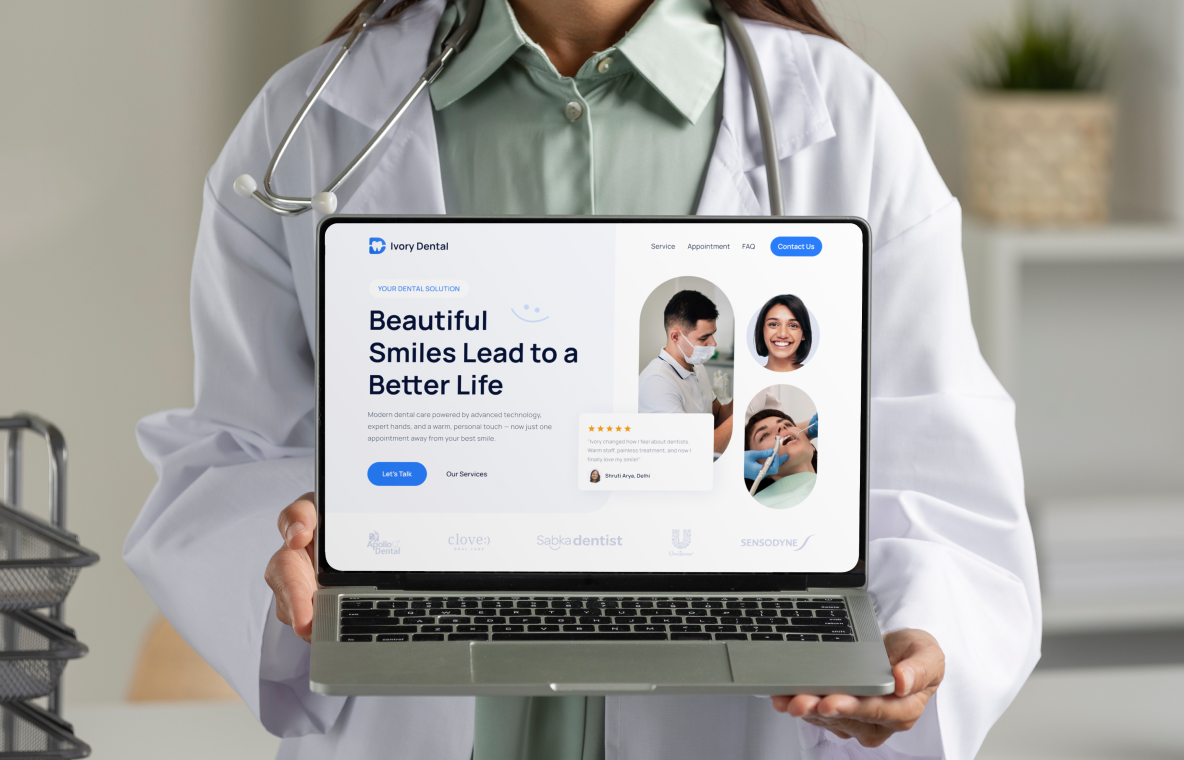 Ivory Dental
Service Appointment FAQ Contact Us
YOUR DENTAL SOLUTION
Beautiful
Smiles Lead to a
Better Life
Modern dental care powered by advanced technology,
expert hands, and a warm, personal touch — now just one
appointment away from your best smile.
Let's Talk Our Services
"Ivory changed how I feel about dentists.
Warm staff, painless treatment, and now I
finally love my smile!"
Shruti Arya, Delhi
Apollo
Dental
clove:)
Sabka dentist
Unilever
SENSODYNE
control